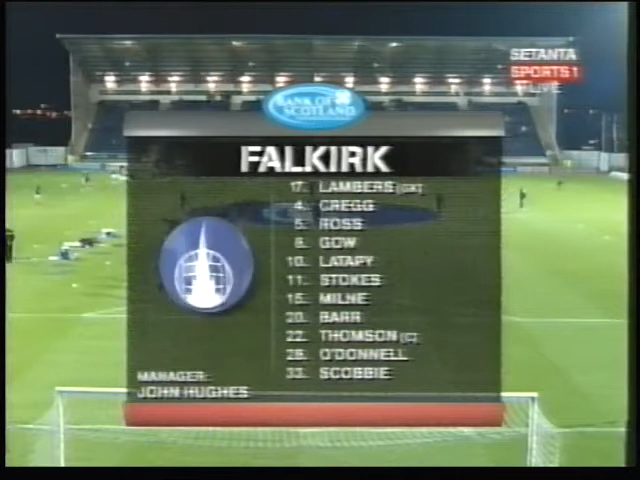 SETANTA
SPORTS 1
LIVE
BANK OF
SCOTLAND
FALKIRK
17. LAMBERS (GK)
4. CREGG
5. ROSS
8. GOW
10. LATAPY
11. STOKES
15. MILNE
20. BARR
22. THOMSON (C)
28. O'DONNELL
33. SCOBBIE
MANAGER:
JOHN HUGHES